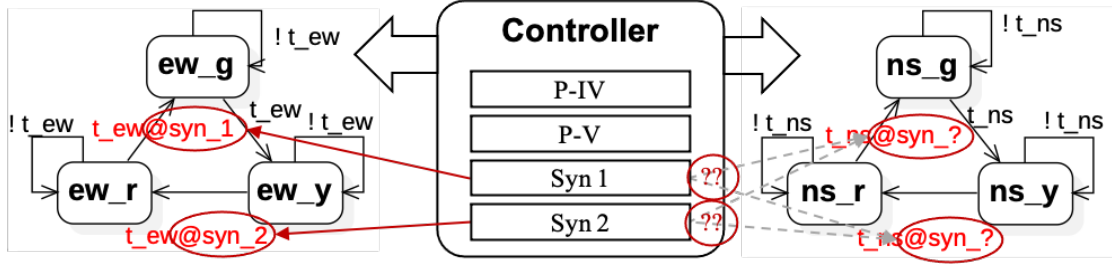 ! t_ew
ew_g
t_ew
! t_ew
t_ew@syn_1
! t_ew
ew_r
ew_y
t_ew@syn_2
Controller
P-IV
P-V
Syn 1
??
Syn 2
??
! t_ns
ns_g
t_ns
! t_ns
t_ns@syn_?
! t_ns
ns_r
ns_y
t_ns@syn_?